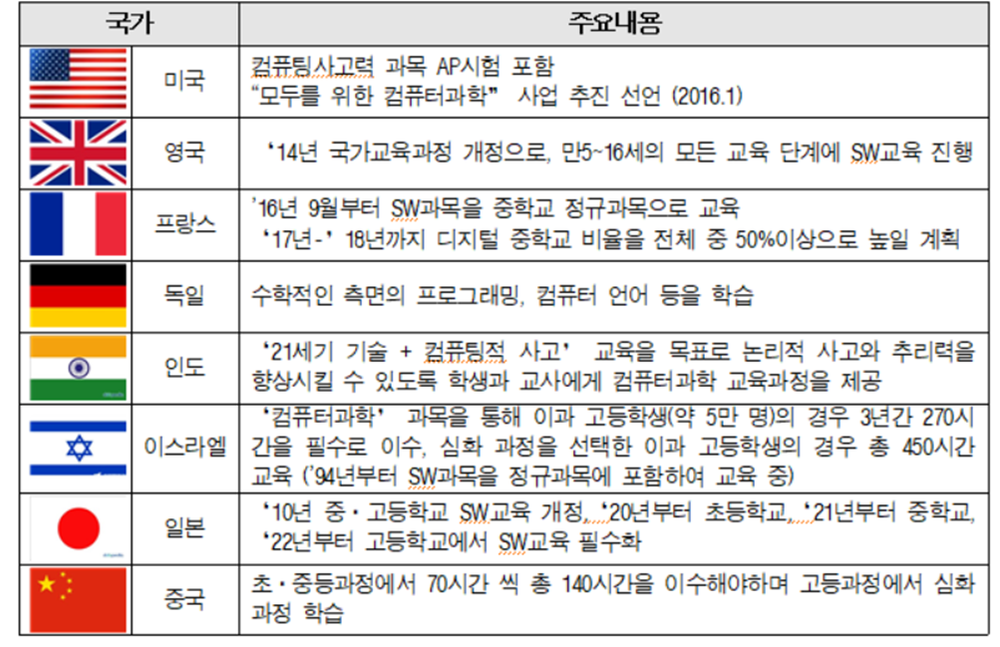 국가 주요내용
미국
컴퓨팅사고력 과목 AP시험 포함
“모두를 위한 컴퓨터과학” 사업 추진 선언 (2016.1)
영국
‘14년 국가교육과정 개정으로, 만5~16세의 모든 교육 단계에 SW교육 진행
프랑스
’16년 9월부터 SW과목을 중학교 정규과목으로 교육
‘17년-’18년까지 디지털 중학교 비율을 전체 중 50%이상으로 높일 계획
독일
수학적인 측면의 프로그래밍, 컴퓨터 언어 등을 학습
인도
‘21세기 기술 + 컴퓨팅적 사고’ 교육을 목표로 논리적 사고와 추리력을
향상시킬 수 있도록 학생과 교사에게 컴퓨터과학 교육과정을 제공
이스라엘
‘컴퓨터과학’ 과목을 통해 이과 고등학생(약 5만 명)의 경우 3년간 270시
간을 필수로 이수, 심화 과정을 선택한 이과 고등학생의 경우 총 450시간
교육 (’94년부터 SW과목을 정규과목에 포함하여 교육 중)
일본
‘10년 중·고등학교 SW교육 개정, ‘20년부터 초등학교, ‘21년부터 중학교,
‘22년부터 고등학교에서 SW교육 필수화
중국
초·중등과정에서 70시간 씩 총 140시간을 이수해야하며 고등과정에서 심화
과정 학습